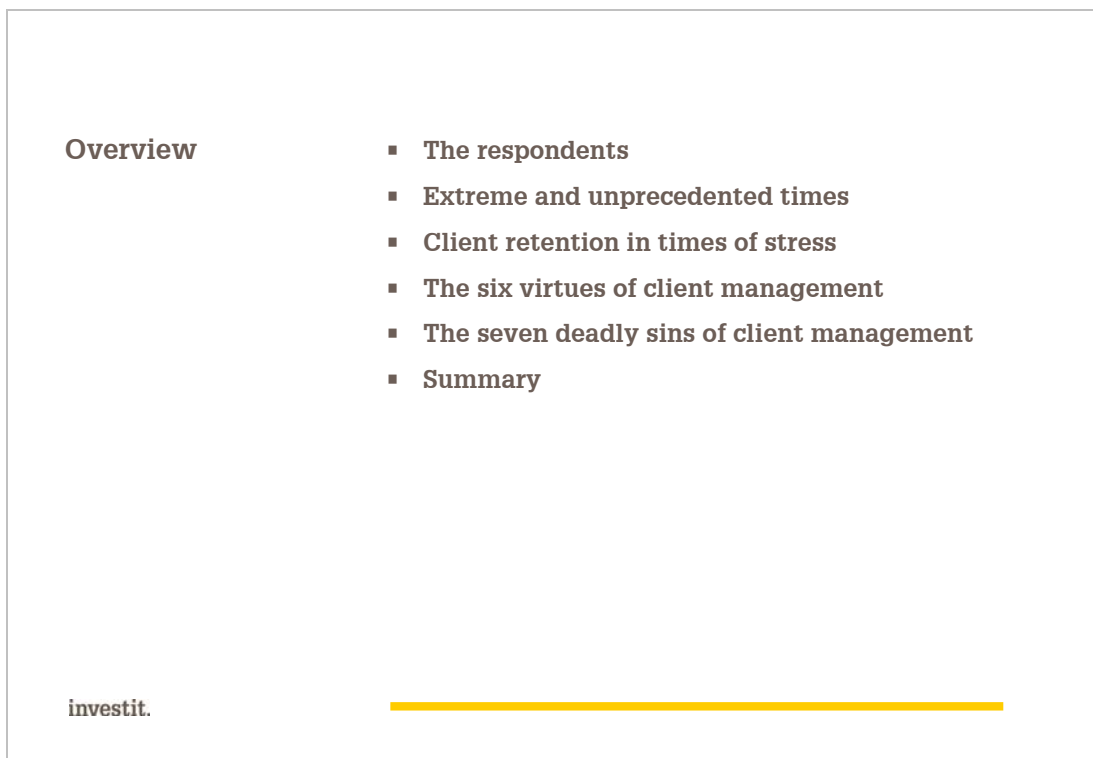 Overview
▪ The respondents
▪ Extreme and unprecedented times
▪ Client retention in times of stress
▪ The six virtues of client management
▪ The seven deadly sins of client management
▪ Summary
investit.